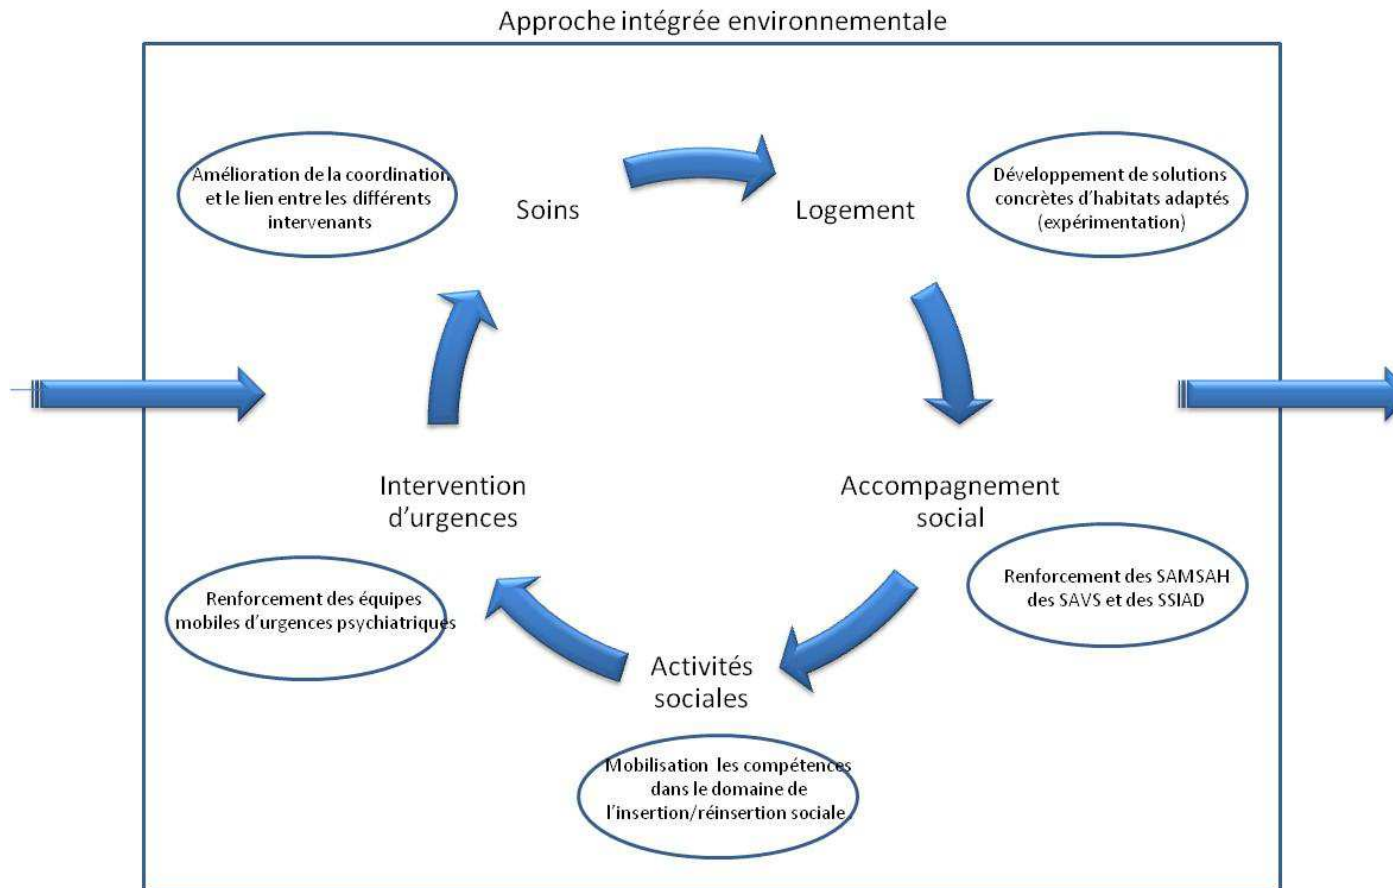 Approche intégrée environnementale
Amélioration de la coordination
et le lien entre les différents
intervenants
Soins
Logement
Développement de solutions
concrètes d'habitats adaptés
(expérimentation)
Intervention
d'urgences
Accompagnement
social
Renforcement des équipes
mobiles d'urgences psychiatriques
Renforcement des SAMSAH
des SAVS et des SSIAD
Activités
sociales
Mobilisation les compétences
dans le domaine de
l'insertion/réinsertion sociale